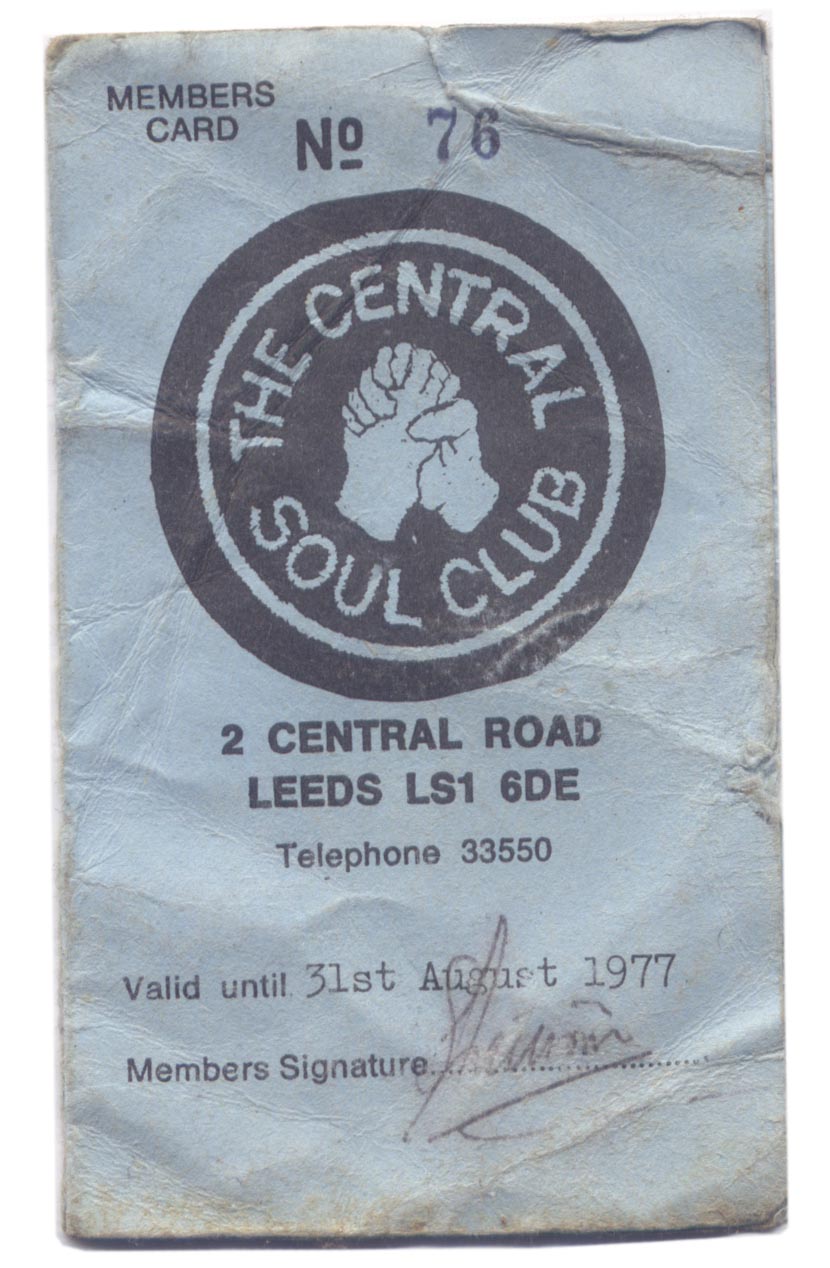 MEMBERS
CARD
Nº 76
THE CENTRAL
SOUL CLUB
2 CENTRAL ROAD
LEEDS LS1 6DE
Telephone 33550
Valid until 31st August 1977
Members Signature